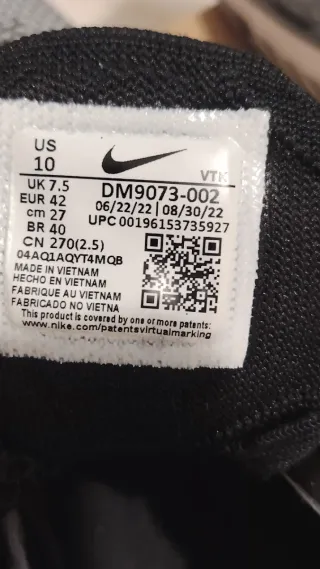 US
10
VTK
UK 7.5
DM9073-002
EUR 42
06/22/22 | 08/30/22
cm 27
UPC 00196153735927
BR 40
CN 270(2.5)
04AQ1AQYT4MQB
MADE IN VIETNAM
HECHO EN VIETNAM
FABRIQUE AU VIETNAM
FABRICADO NO VIETNA
This product is covered by one or more patents:
www.nike.com/patentsvirtualmarking